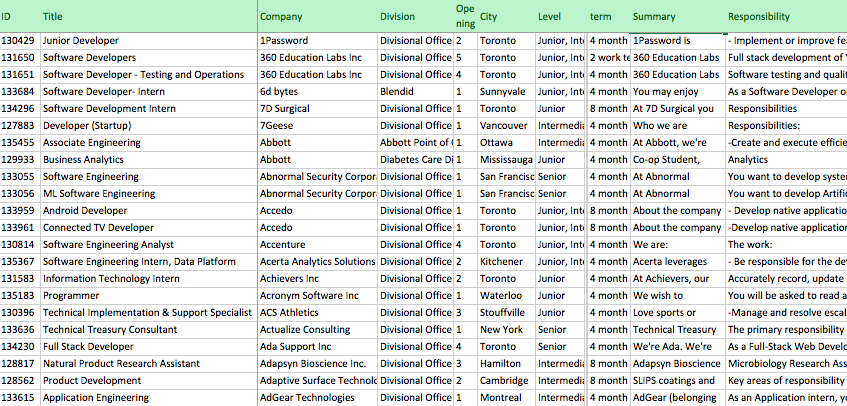 ID Title Company Division Ope ning City Level term Summary Responsibility
130429 Junior Developer 1Password Divisional Office 2 Toronto Junior, Int 4 month 1Password is - Implement or improve fea
131650 Software Developers 360 Education Labs Inc Divisional Office 5 Toronto Junior, Int 2 work te 360 Education Labs Full stack development of
131651 Software Developer - Testing and Operations 360 Education Labs Inc Divisional Office 4 Toronto Junior, Int 4 month 360 Education Labs Software testing and qualit
133684 Software Developer- Intern 6d bytes Blendid 1 Sunnyvale Junior, Int 4 month You may enjoy As a Software Developer o
134296 Software Development Intern 7D Surgical Divisional Office 1 Toronto Junior 8 month At 7D Surgical you Responsibilities
127883 Developer (Startup) 7Geese Divisional Office 1 Vancouver Intermedia 4 month Who we are Responsibilities:
135455 Associate Engineering Abbott Abbott Point of 1 Ottawa Intermedia 4 month At Abbott, we're -Create and execute efficie
129933 Business Analytics Abbott Diabetes Care Di 1 Mississauga Junior 4 month Co-op Student, Analytics
133055 Software Engineering Abnormal Security Corpor Divisional Office 1 San Francisc Senior 4 month At Abnormal You want to develop system
133056 ML Software Engineering Abnormal Security Corpor Divisional Office 1 San Francisc Senior 4 month At Abnormal You want to develop Artific
133959 Android Developer Accedo Divisional Office 1 Toronto Junior, Int 8 month About the company - Develop native applicatio
133961 Connected TV Developer Accedo Divisional Office 1 Toronto Junior, Int 8 month About the company -Develop native application
130814 Software Engineering Analyst Accenture Divisional Office 4 Toronto Junior, Int 4 month We are: The work:
135367 Software Engineering Intern, Data Platform Acerta Analytics Solutions Divisional Office 2 Kitchener Junior, Int 4 month Acerta leverages - Be responsible for the de
131583 Information Technology Intern Achievers Inc Divisional Office 2 Toronto Junior 4 month At Achievers, our Accurately record, update
135183 Programmer Acronym Software Inc Divisional Office 1 Waterloo Junior 4 month We wish to You will be asked to read a
130396 Technical Implementation & Support Specialist ACS Athletics Divisional Office 3 Stouffville Junior 4 month Love sports or -Manage and resolve escal
133636 Technical Treasury Consultant Actualize Consulting Divisional Office 1 New York Senior 4 month Technical Treasury The primary responsibility
134230 Full Stack Developer Ada Support Inc Divisional Office 4 Toronto Senior 4 month We're Ada. We're As a Full-Stack Web Develo
128817 Natural Product Research Assistant Adapsyn Bioscience Inc. Divisional Office 3 Hamilton Intermedia 8 month Adapsyn Bioscience Microbiology Research Ass
128562 Product Development Adaptive Surface Technolo Divisional Office 2 Cambridge Intermedia 8 month SLIPS coatings and Key areas of responsibility
133615 Application Engineering AdGear Technologies Divisional Office 1 Montreal Intermedia 4 month AdGear (belonging As an Application intern, yo